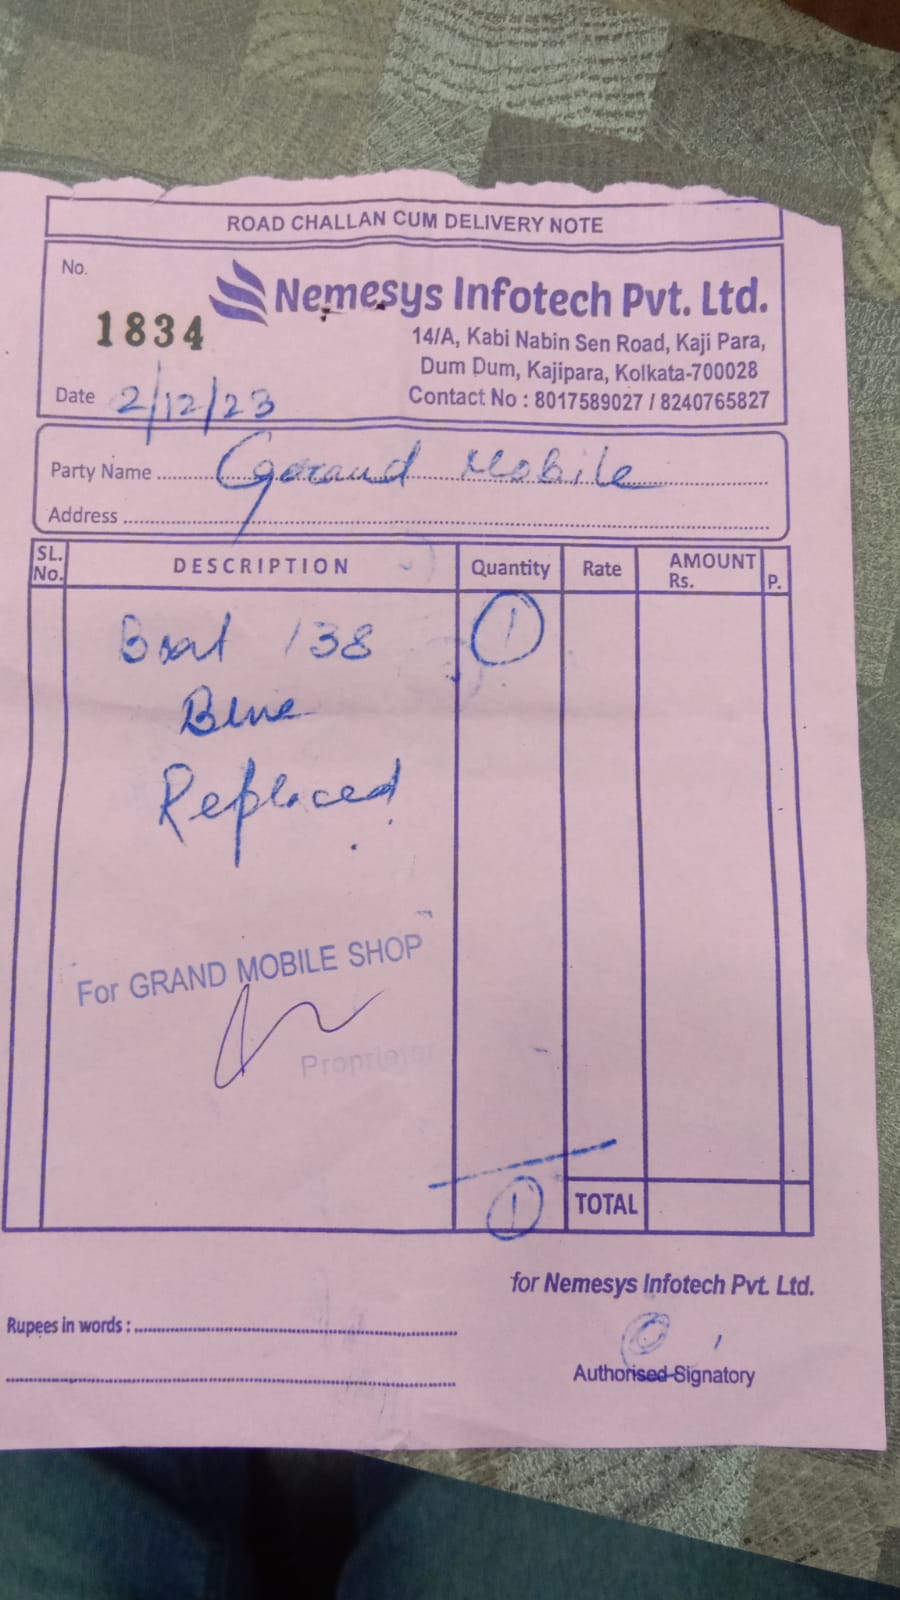 ROAD CHALLAN CUM DELIVERY NOTE
No.
1834
Nemesys Infotech Pvt. Ltd.
14/A, Kabi Nabin Sen Road, Kaji Para,
Dum Dum, Kajipara, Kolkata-700028
Contact No : 8017589027 / 8240765827
Date 2/12/23
Party Name Grand Mobile
Address
SL. No. DESCRIPTION Quantity Rate AMOUNT Rs. P.
Boat 138 1
Blue
Replaced
For GRAND MOBILE SHOP
Proprietor
1 TOTAL
for Nemesys Infotech Pvt. Ltd.
Rupees in words :
Authorised Signatory